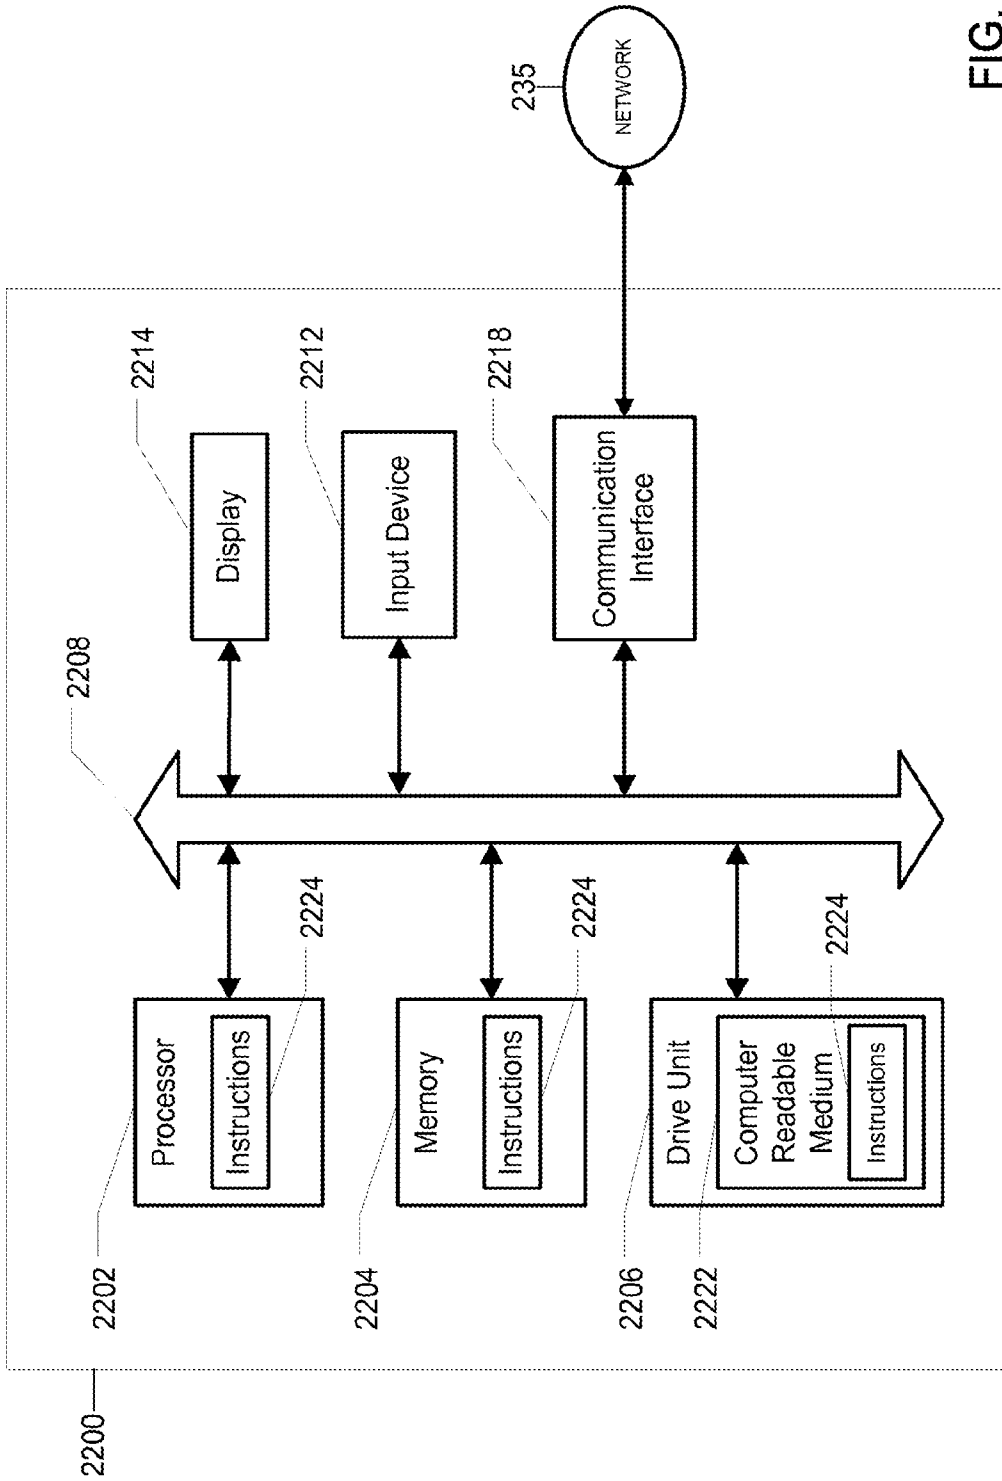 2200
2202
Processor
Instructions
2224
2204
Memory
Instructions
2224
2206
2222
Drive Unit
Computer
Readable
Medium
Instructions
2224
2208
Display
2214
Input Device
2212
Communication
Interface
2218
235
NETWORK
FIG.